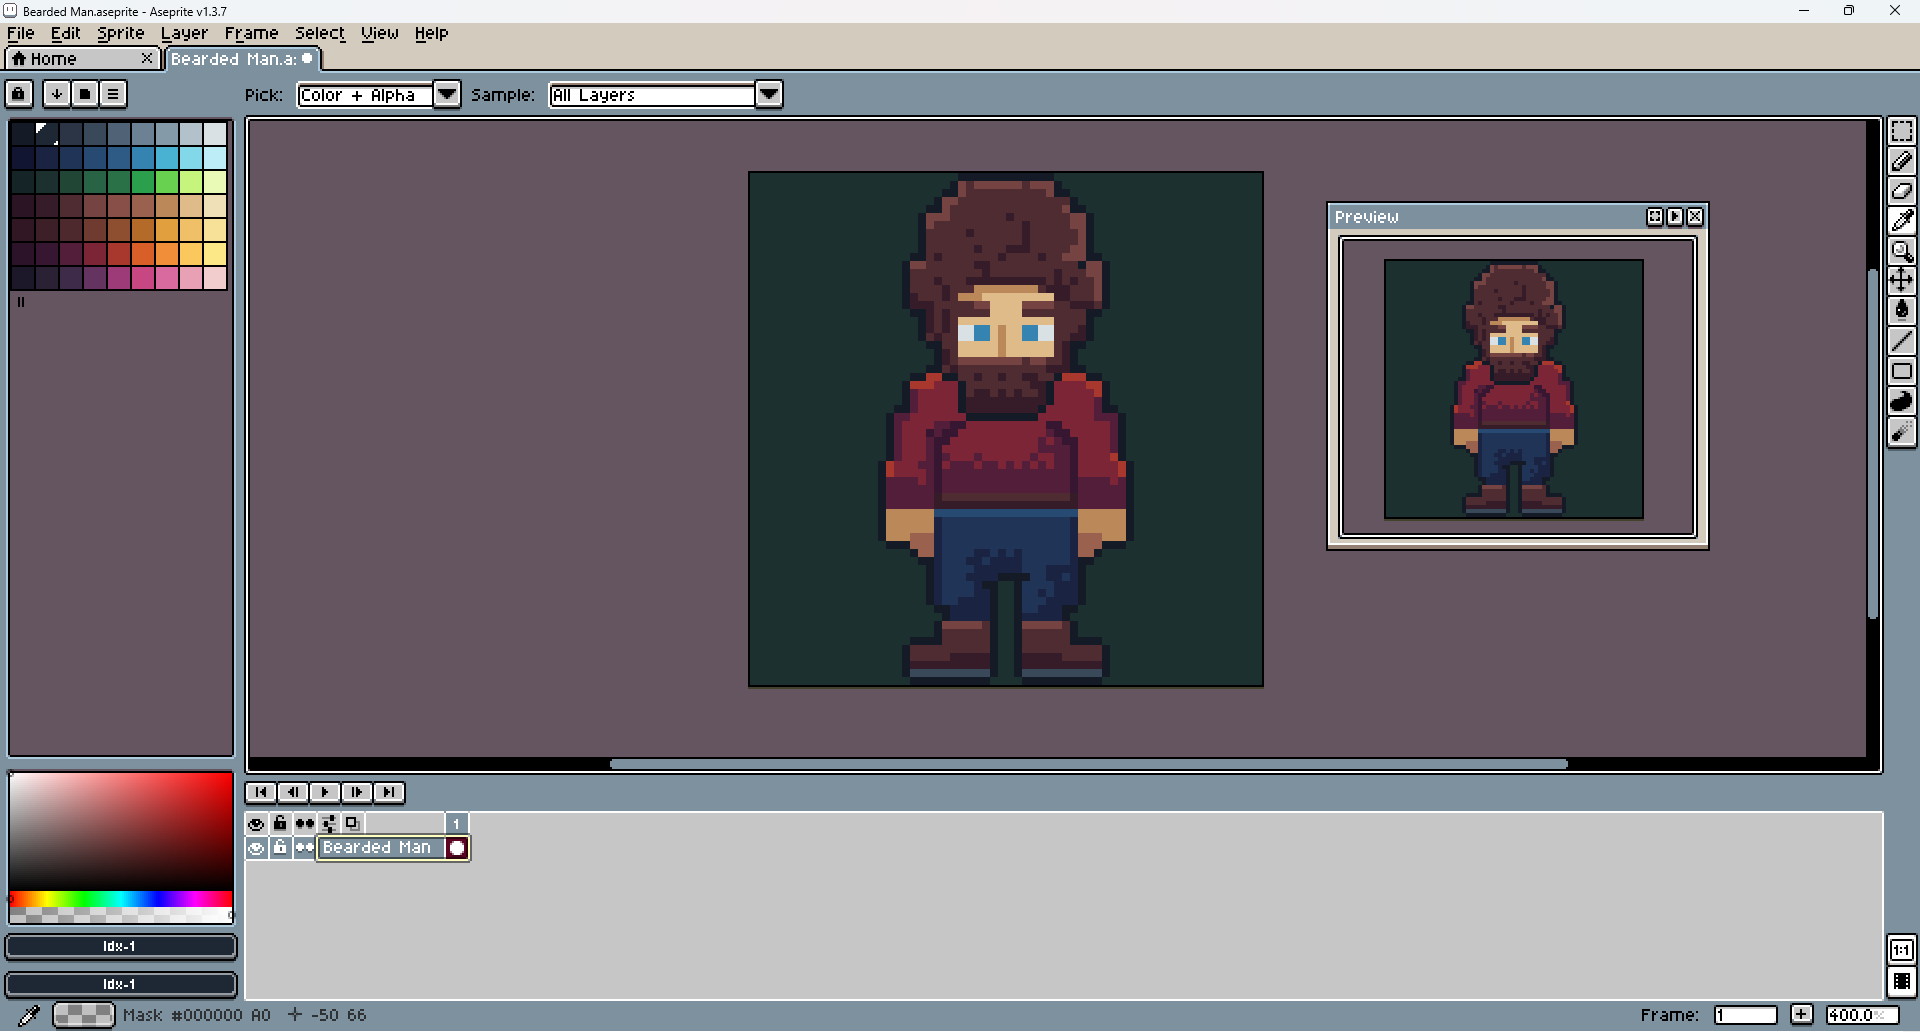 Bearded Man.aseprite - Aseprite v1.3.7
File Edit Sprite Layer Frame Select View Help
Home Bearded Man.a:
Pick: Color + Alpha Sample: All Layers
Preview
1
Bearded Man
Idx-1
Idx-1
1:1
Mask #000000 A0 -50 66 Frame: 1 + 400.0%